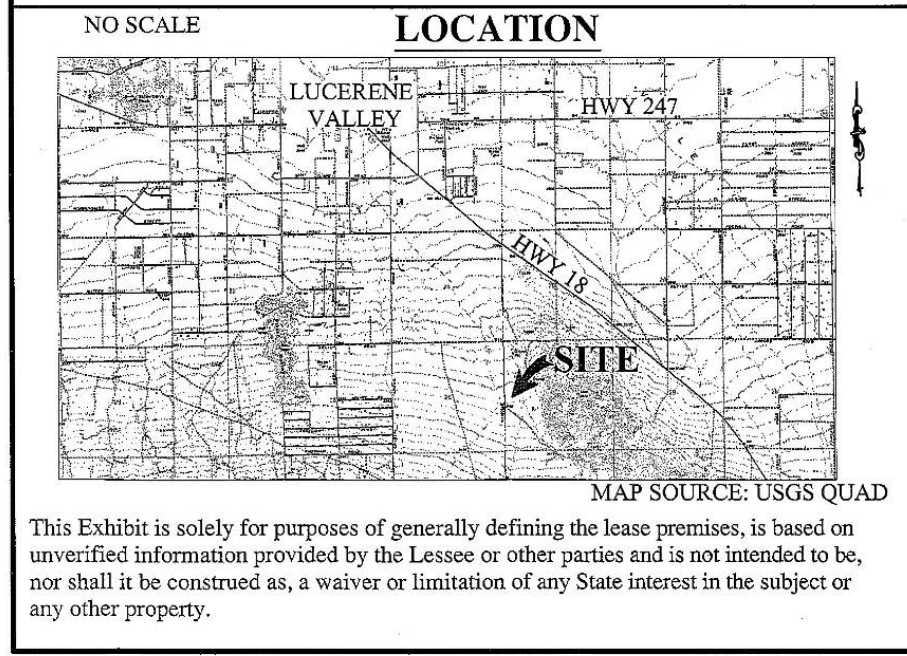 NO SCALE
LOCATION
LUCERENE
VALLEY
HWY 247
HWY 18
SITE
MAP SOURCE: USGS QUAD
This Exhibit is solely for purposes of generally defining the lease premises, is based on
unverified information provided by the Lessee or other parties and is not intended to be,
nor shall it be construed as, a waiver or limitation of any State interest in the subject or
any other property.